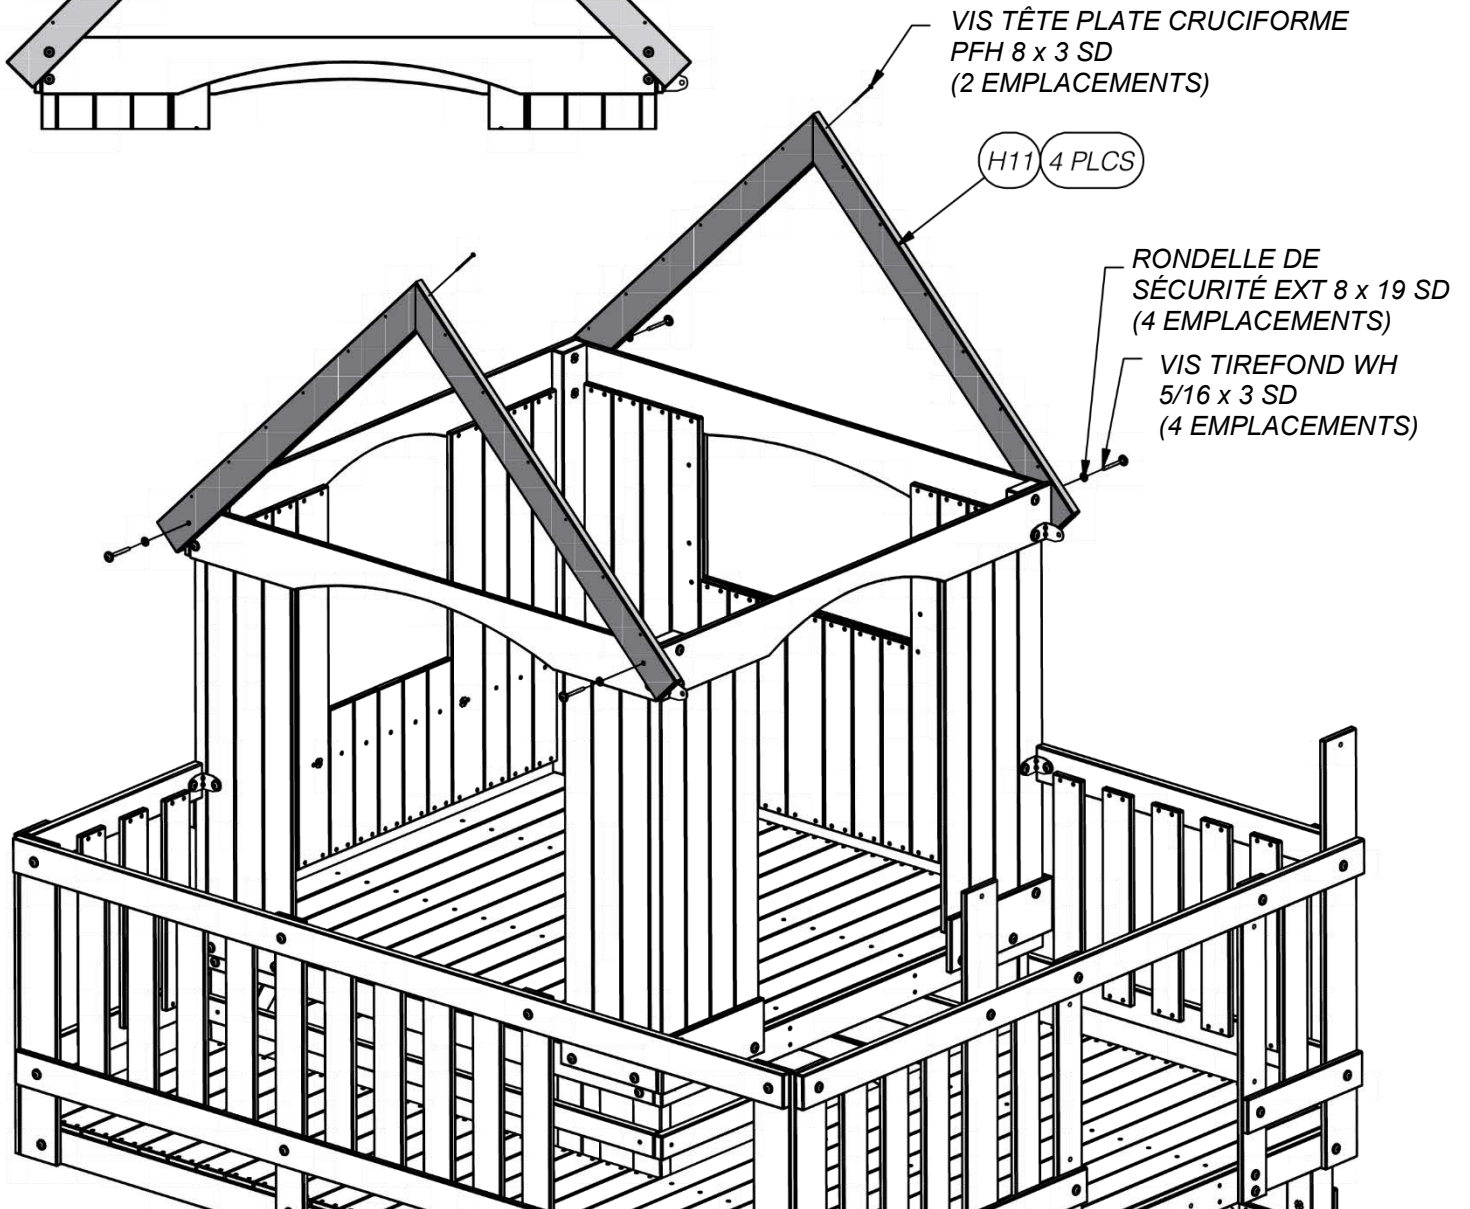 VIS TÊTE PLATE CRUCIFORME
PFH 8 x 3 SD
(2 EMPLACEMENTS)
H11 4 PLCS
RONDELLE DE
SÉCURITÉ EXT 8 x 19 SD
(4 EMPLACEMENTS)
VIS TIREFOND WH
5/16 x 3 SD
(4 EMPLACEMENTS)